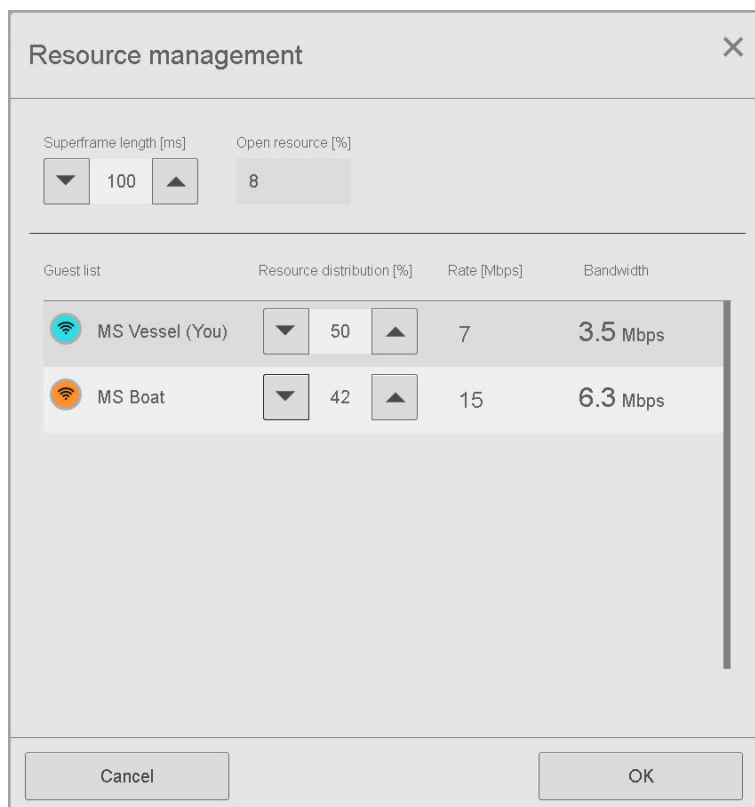 Resource management
Superframe length [ms] Open resource [%]
100 8
Guest list Resource distribution [%] Rate [Mbps] Bandwidth
MS Vessel (You) 50 7 3.5 Mbps
MS Boat 42 15 6.3 Mbps
Cancel OK